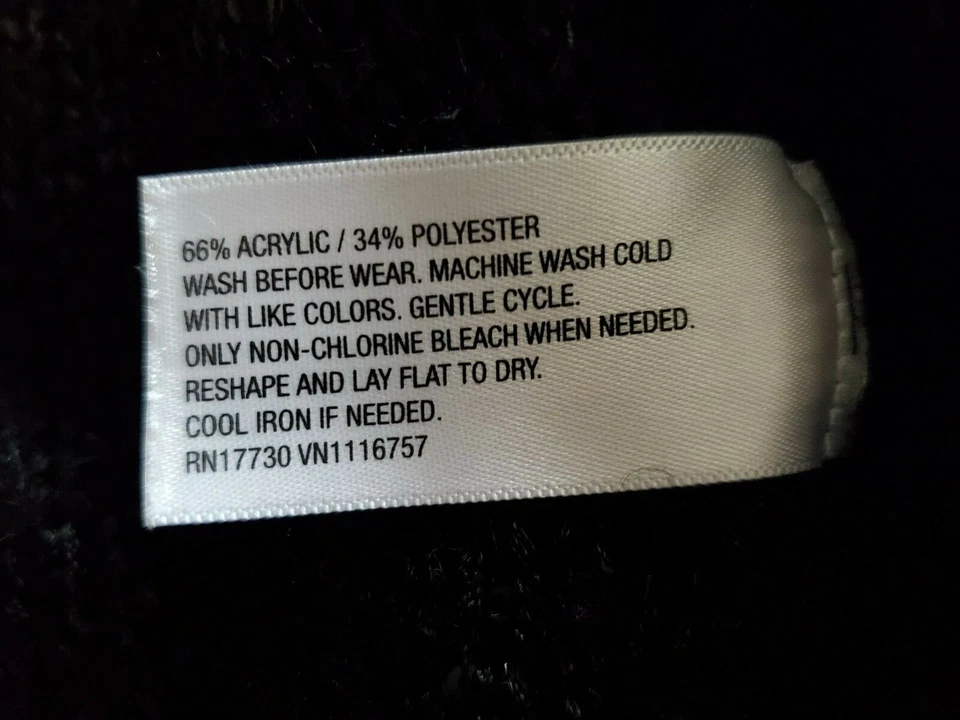 66% ACRYLIC / 34% POLYESTER
WASH BEFORE WEAR. MACHINE WASH COLD
WITH LIKE COLORS. GENTLE CYCLE.
ONLY NON-CHLORINE BLEACH WHEN NEEDED.
RESHAPE AND LAY FLAT TO DRY.
COOL IRON IF NEEDED.
RN17730 VN1116757